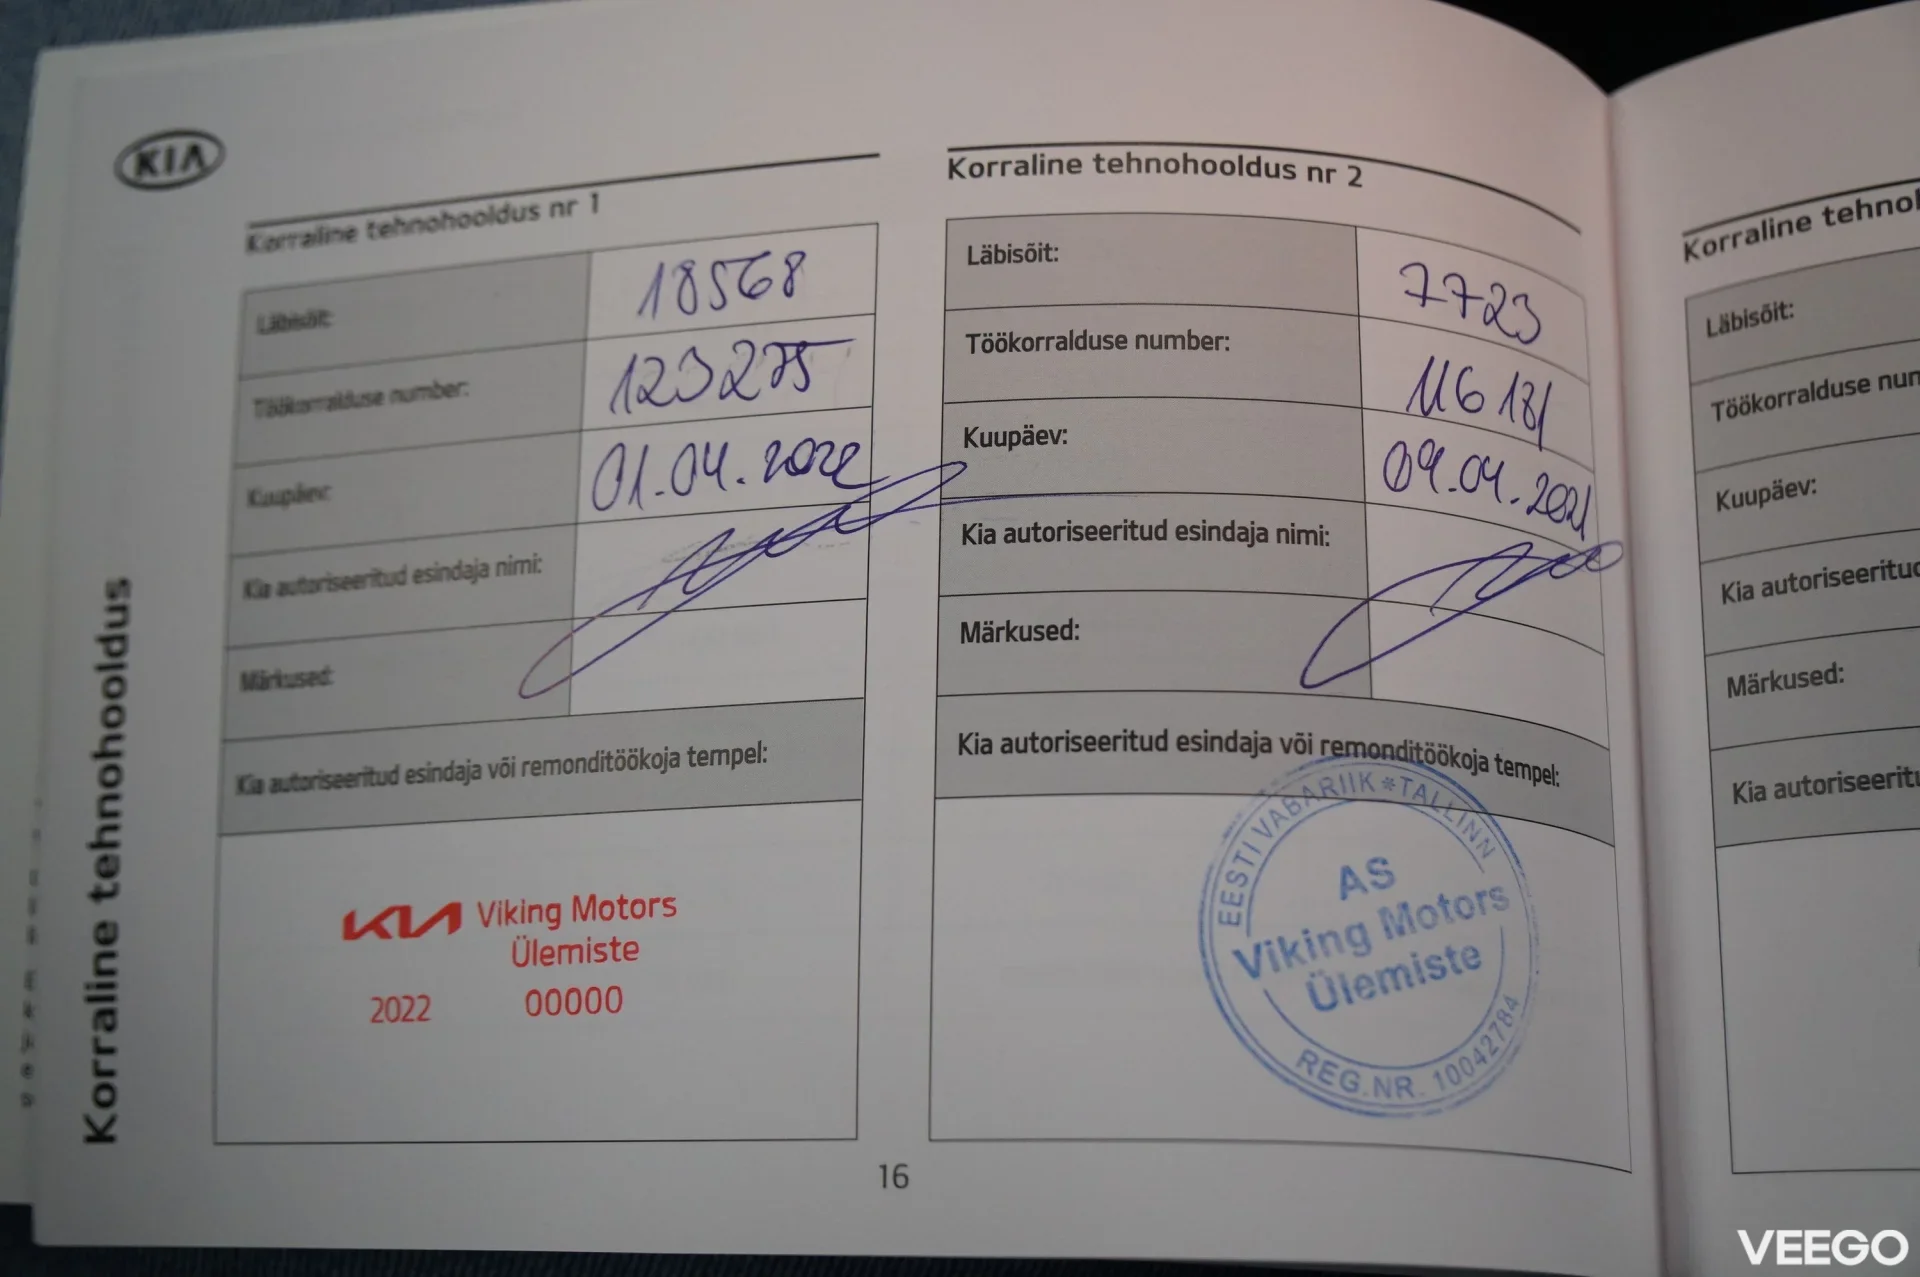 KIA
Korraline tehnohooldus
Korraline tehnohooldus nr 1
Läbisõit: 18568
Töökorralduse number: 123275
Kuupäev: 01.04.2022
Kia autoriseeritud esindaja nimi:
Märkused:
Kia autoriseeritud esindaja või remonditöökoja tempel:
KIA Viking Motors
Ülemiste
2022 00000
Korraline tehnohooldus nr 2
Läbisõit: 7723
Töökorralduse number: 116181
Kuupäev: 09.04.2021
Kia autoriseeritud esindaja nimi:
Märkused:
Kia autoriseeritud esindaja või remonditöökoja tempel:
EESTI VABARIIK * TALLINN
AS
Viking Motors
Ülemiste
REG.NR. 10042784
16
Korraline tehnohol
Läbisõit:
Töökorralduse num
Kuupäev:
Kia autoriseeritud
Märkused:
Kia autoriseeritu
VEEGO